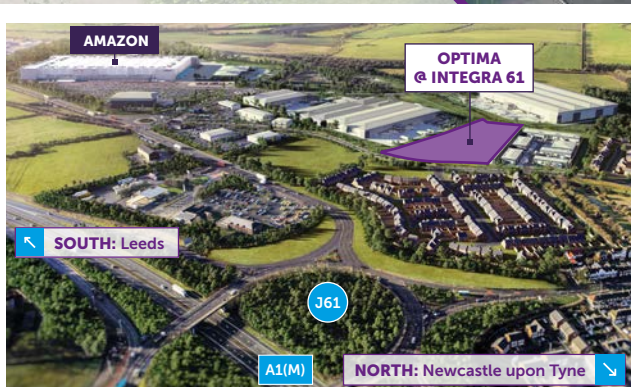 AMAZON
OPTIMA
@ INTEGRA 61
SOUTH: Leeds
J61
A1(M)
NORTH: Newcastle upon Tyne